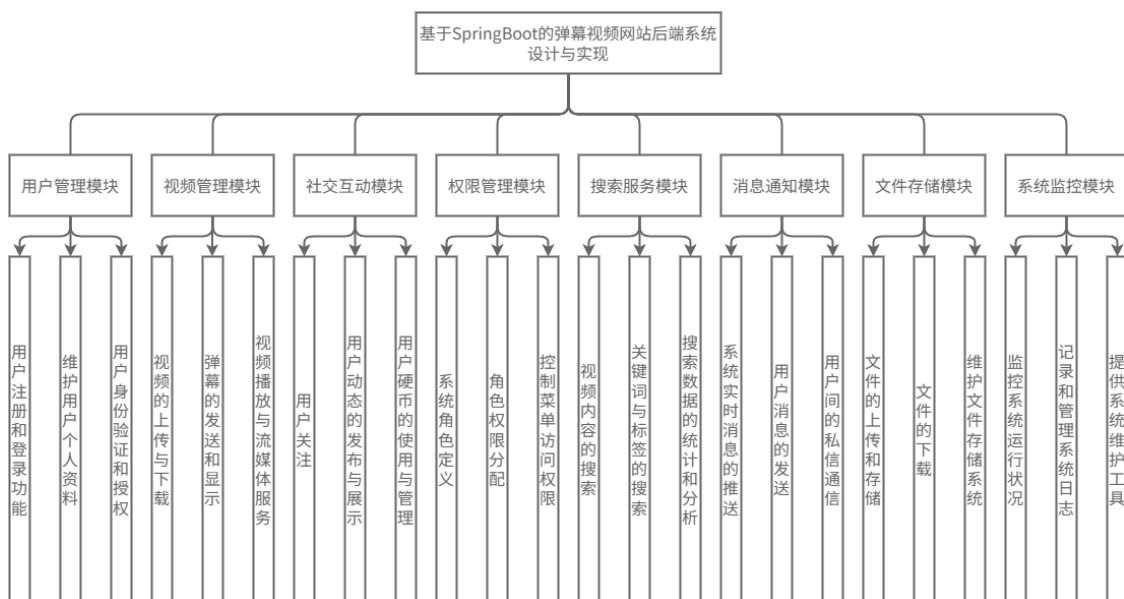 基于SpringBoot的弹幕视频网站后端系统
设计与实现
用户管理模块
视频管理模块
社交互动模块
权限管理模块
搜索服务模块
消息通知模块
文件存储模块
系统监控模块
用户注册和登录功能
维护用户个人资料
用户身份验证和授权
视频的上传与下载
弹幕的发送和显示
视频播放与流媒体服务
用户关注
用户动态的发布与展示
用户硬币的使用与管理
系统角色定义
角色权限分配
控制菜单访问权限
视频内容的搜索
关键词与标签的搜索
搜索数据的统计和分析
系统实时消息的推送
用户消息的发送
用户间的私信通信
文件的上传和存储
文件的下载
维护文件存储系统
监控系统运行状况
记录和管理系统日志
提供系统维护工具